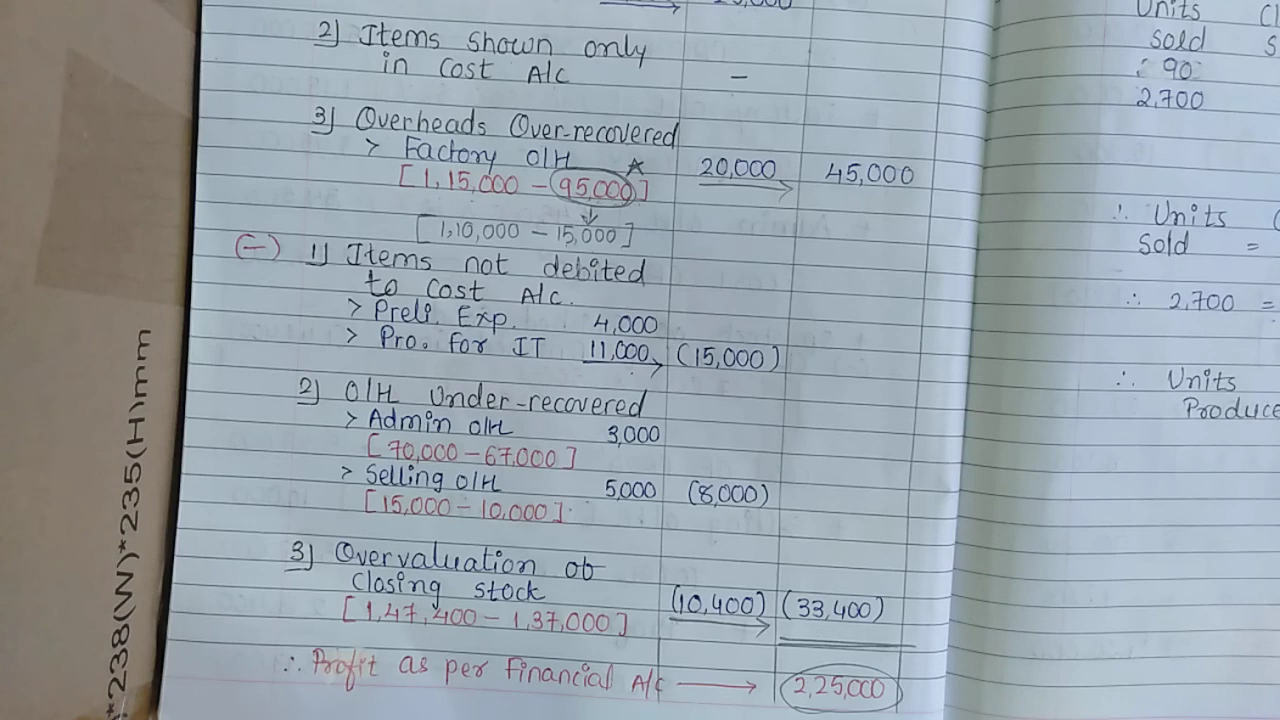 2) Items shown only
in cost A/c —
3) Overheads Over-recovered
> Factory O/H 20,000 45,000
[1,15,000 - 95,000]
[1,10,000 - 15,000]
(-) 1) Items not debited
to cost A/c.
> Preli. Exp. 4,000
> Pro. for IT 11,000 (15,000)
2) O/H Under-recovered
> Admin O/H 3,000
[70,000 - 67,000]
> Selling O/H 5,000 (8,000)
[15,000 - 10,000]
3) Overvaluation of
closing stock (10,400) (33,400)
[1,47,400 - 1,37,000]
∴ Profit as per financial A/c → 2,25,000
Units
sold
90
2,700
∴ Units
sold =
∴ 2,700 =
∴ Units
Produce
*238(W)*235(H)mm